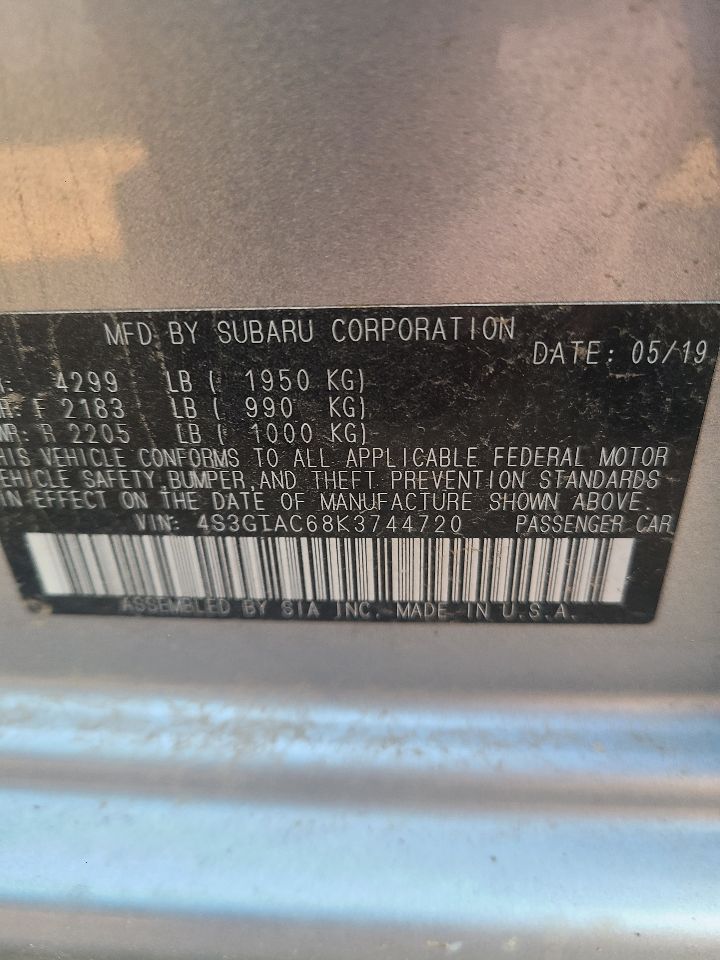 MFD BY SUBARU CORPORATION
DATE: 05/19
4299 LB ( 1950 KG)
F 2183 LB ( 990 KG)
WR: R 2205 LB ( 1000 KG)
HIS VEHICLE CONFORMS TO ALL APPLICABLE FEDERAL MOTOR
EHICLE SAFETY,BUMPER,AND THEFT PREVENTION STANDARDS
IN EFFECT ON THE DATE OF MANUFACTURE SHOWN ABOVE.
VIN: 4S3GTAC68K3744720 PASSENGER CAR
ASSEMBLED BY SIA INC. MADE IN U.S.A.